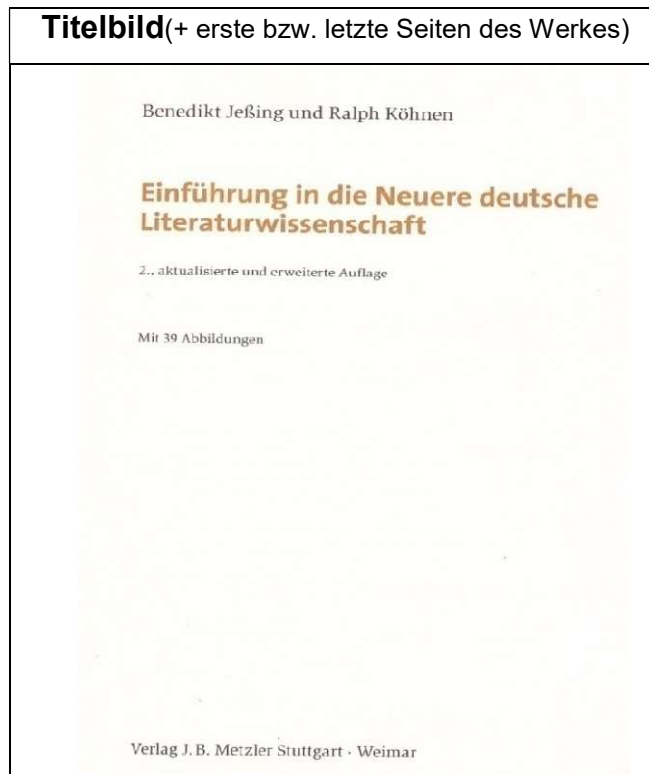 Titelbild(+ erste bzw. letzte Seiten des Werkes)
Benedikt Jeßing und Ralph Köhnen
Einführung in die Neuere deutsche
Literaturwissenschaft
2., aktualisierte und erweiterte Auflage
Mit 39 Abbildungen
Verlag J. B. Metzler Stuttgart · Weimar